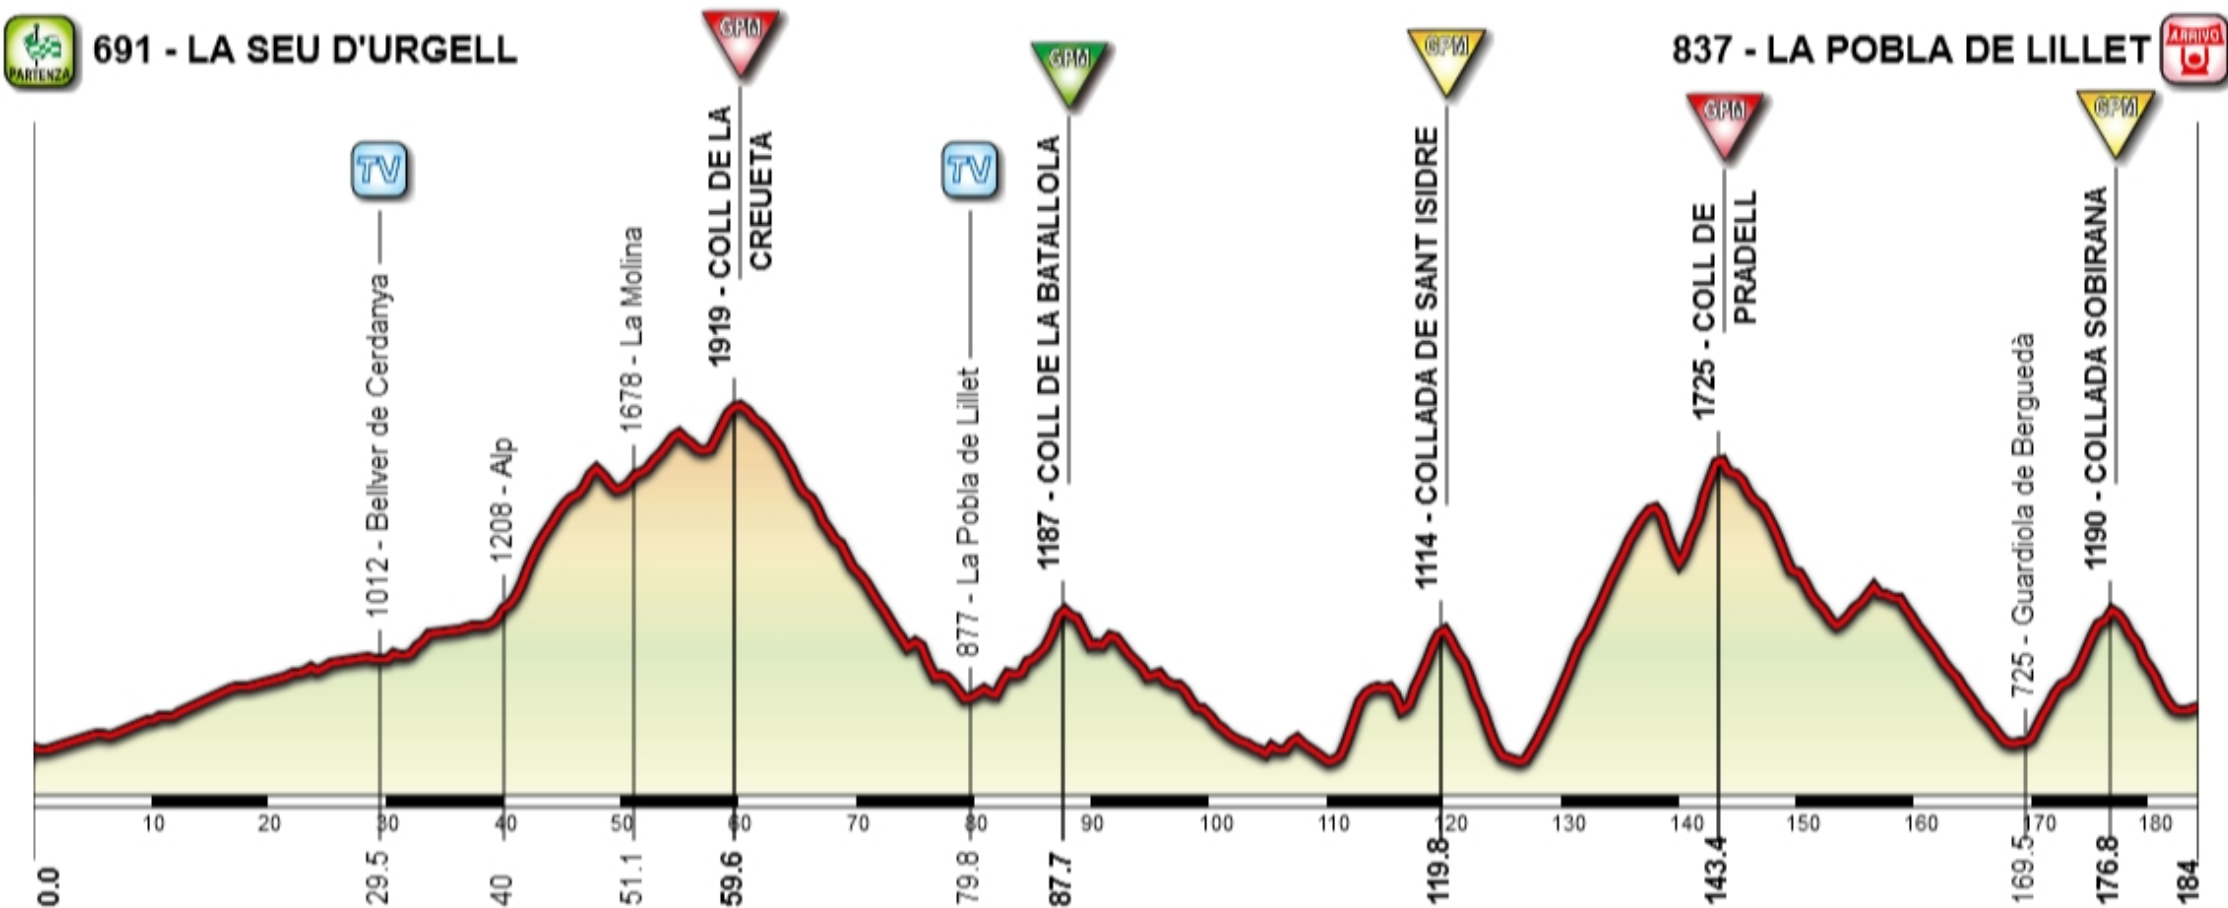 PARTENZA
691 - LA SEU D'URGELL
837 - LA POBLA DE LILLET
ARRIVO
TV
1012 - Bellver de Cerdanya
1208 - Alp
1678 - La Molina
GPM
1919 - COLL DE LA
CREUETA
TV
877 - La Pobla de Lillet
GPM
1187 - COLL DE LA BATALLOLA
GPM
1114 - COLLADA DE SANT ISIDRE
GPM
1725 - COLL DE
PRADELL
725 - Guardiola de Berguedà
GPM
1190 - COLLADA SOBIRANA
10 20 30 40 50 60 70 80 90 100 110 120 130 140 150 160 170 180
0.0 29.5 40 51.1 59.6 79.8 87.7 119.8 143.4 169.5 176.8 184